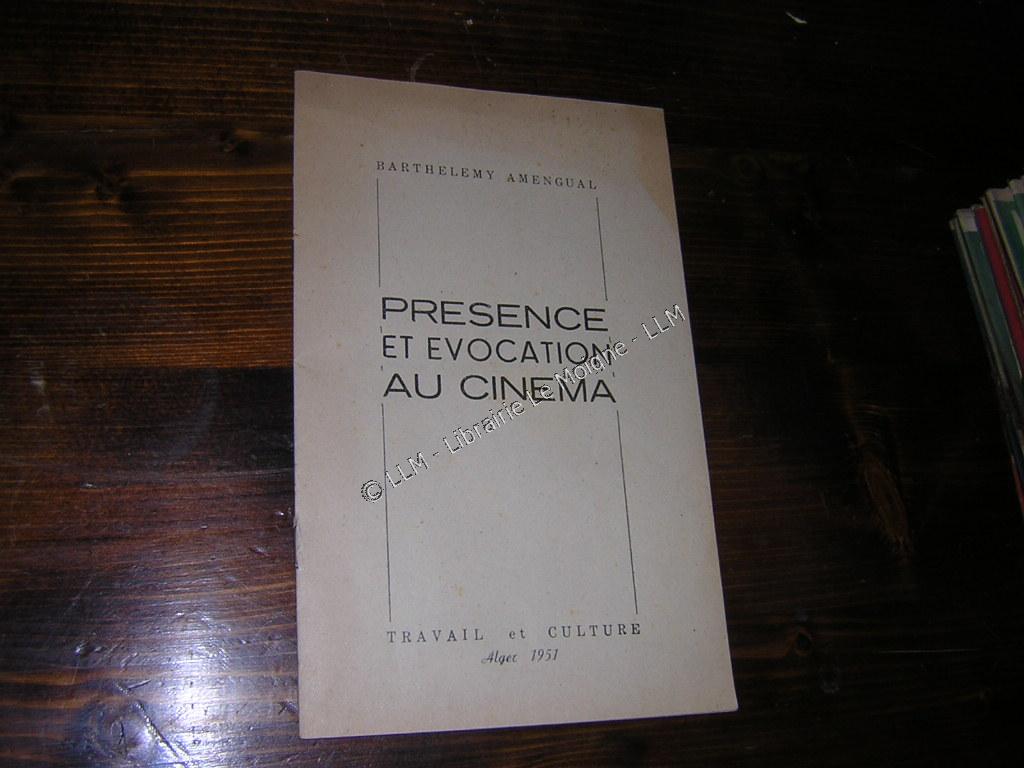 BARTHELEMY AMENGUAL
PRESENCE
ET EVOCATION
AU CINEMA
© LLM - Librairie Le Moigne - LLM
TRAVAIL et CULTURE
Alger 1951